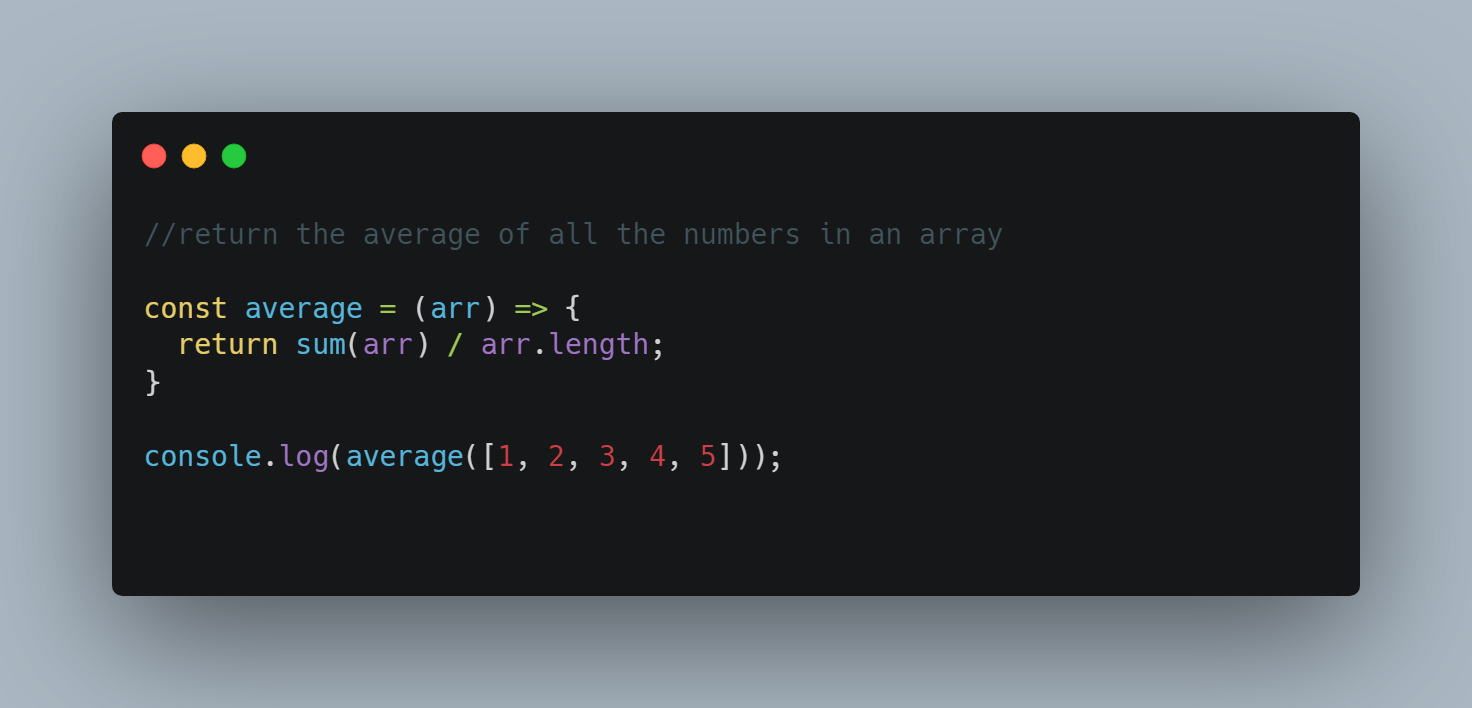 //return the average of all the numbers in an array
const average = (arr) => {
  return sum(arr) / arr.length;
}
console.log(average([1, 2, 3, 4, 5]));